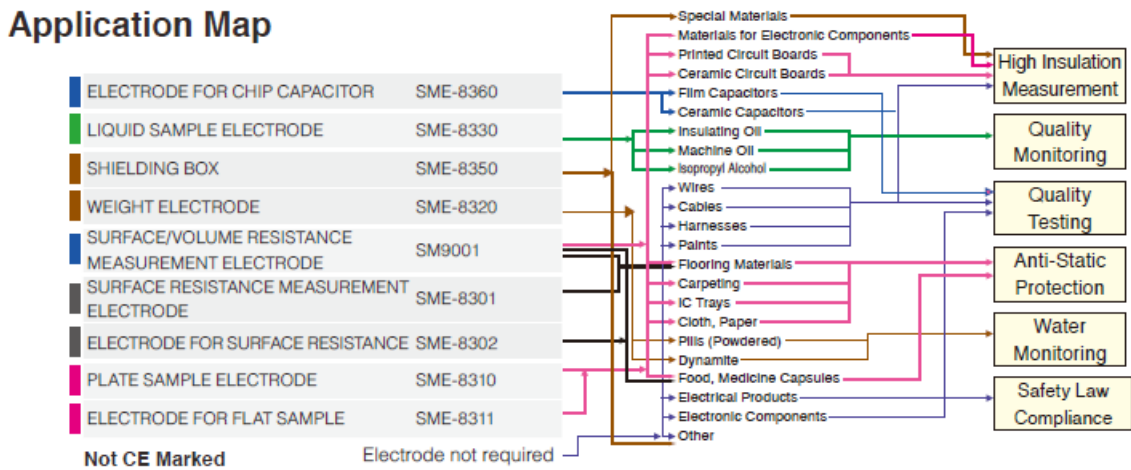 Application Map
ELECTRODE FOR CHIP CAPACITOR SME-8360
LIQUID SAMPLE ELECTRODE SME-8330
SHIELDING BOX SME-8350
WEIGHT ELECTRODE SME-8320
SURFACE/VOLUME RESISTANCE
MEASUREMENT ELECTRODE SM9001
SURFACE RESISTANCE MEASUREMENT
ELECTRODE SME-8301
ELECTRODE FOR SURFACE RESISTANCE SME-8302
PLATE SAMPLE ELECTRODE SME-8310
ELECTRODE FOR FLAT SAMPLE SME-8311
Not CE Marked
Electrode not required
Special Materials
Materials for Electronic Components
Printed Circuit Boards
Ceramic Circuit Boards
Film Capacitors
Ceramic Capacitors
Insulating Oil
Machine Oil
Isopropyl Alcohol
Wires
Cables
Harnesses
Paints
Flooring Materials
Carpeting
IC Trays
Cloth, Paper
Pills (Powdered)
Dynamite
Food, Medicine Capsules
Electrical Products
Electronic Components
Other
High Insulation
Measurement
Quality
Monitoring
Quality
Testing
Anti-Static
Protection
Water
Monitoring
Safety Law
Compliance